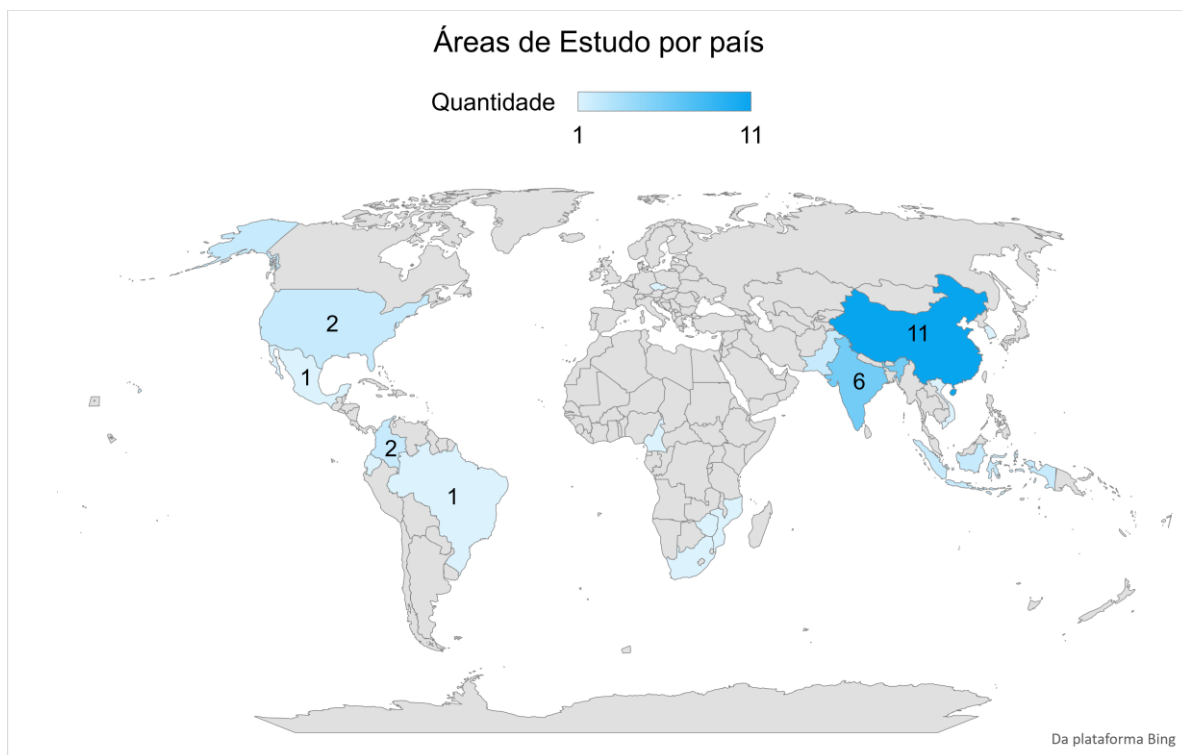 Áreas de Estudo por país
Quantidade
1 11
2
1
11
6
2
1
Da plataforma Bing